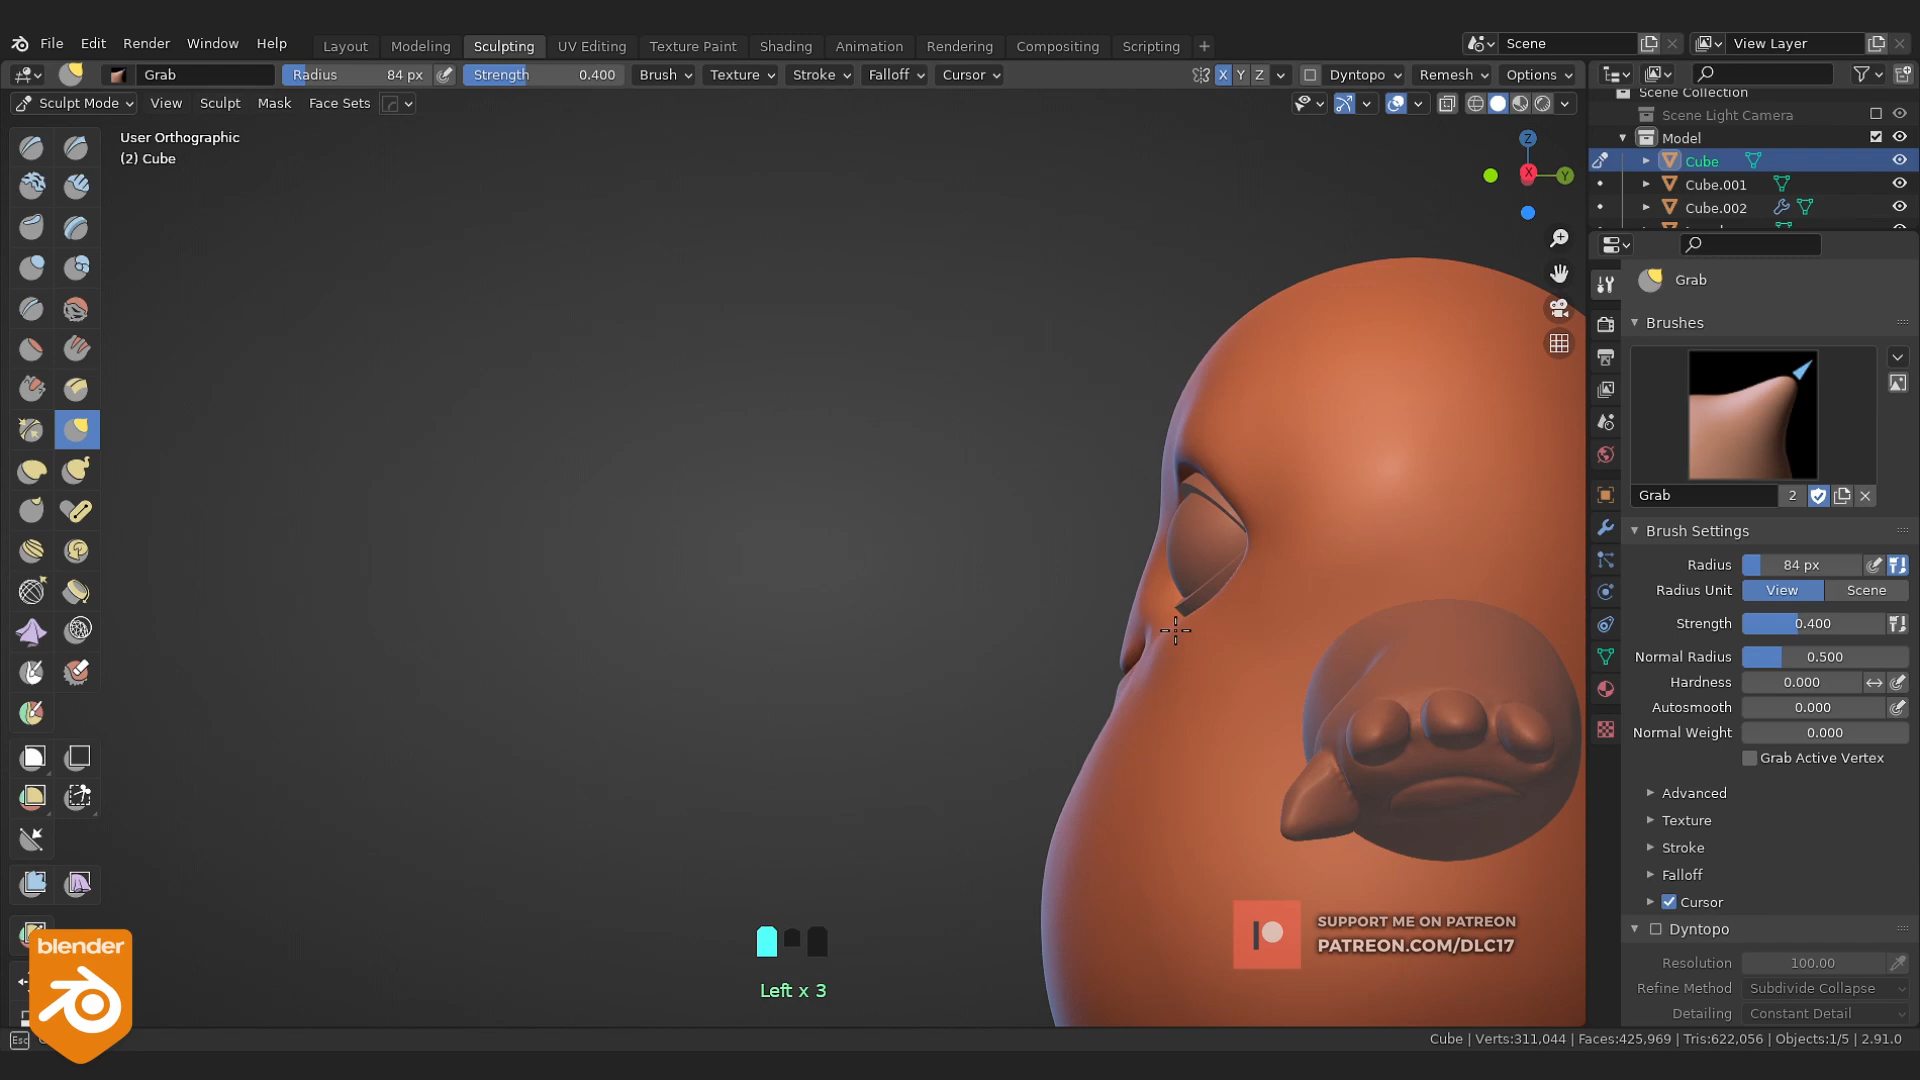 File Edit Render Window Help Layout Modeling Sculpting UV Editing Texture Paint Shading Animation Rendering Compositing Scripting Scene View Layer
Grab Radius 84 px Strength 0.400 Brush Texture Stroke Falloff Cursor X Y Z Dyntopo Remesh Options
Sculpt Mode View Sculpt Mask Face Sets
User Orthographic
(2) Cube
Z
X
Y
Scene Collection
Scene Light Camera
Model
Cube
Cube.001
Cube.002
Grab
Brushes
Grab 2
Brush Settings
Radius 84 px
Radius Unit View Scene
Strength 0.400
Normal Radius 0.500
Hardness 0.000
Autosmooth 0.000
Normal Weight 0.000
Grab Active Vertex
Advanced
Texture
Stroke
Falloff
Cursor
Dyntopo
Resolution 100.00
Refine Method Subdivide Collapse
Detailing Constant Detail
SUPPORT ME ON PATREON
PATREON.COM/DLC17
Left x 3
blender
Esc
Cube | Verts:311,044 | Faces:425,969 | Tris:622,056 | Objects:1/5 | 2.91.0